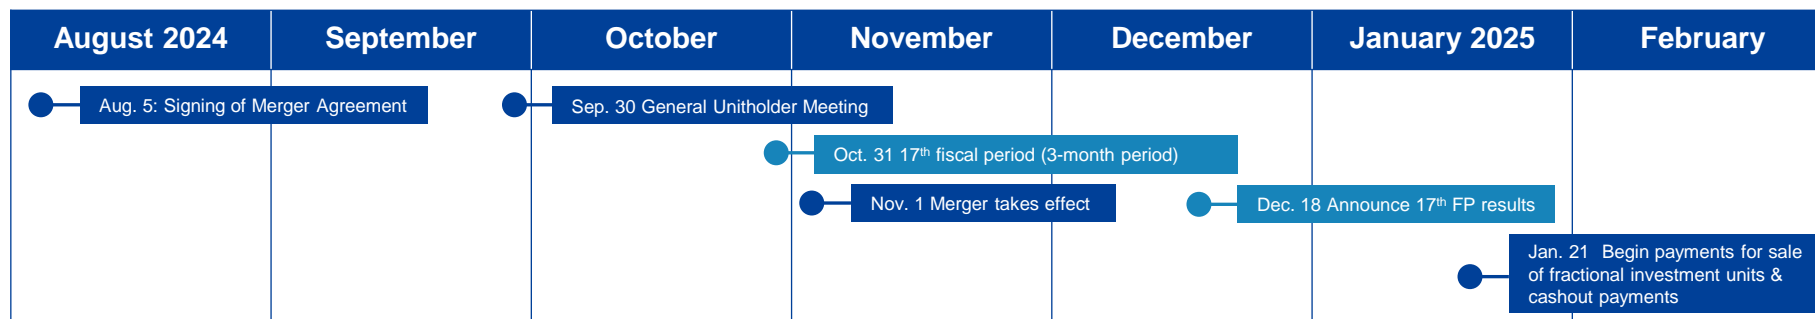 August 2024 September October November December January 2025 February
Aug. 5: Signing of Merger Agreement
Sep. 30 General Unitholder Meeting
Oct. 31 17th fiscal period (3-month period)
Nov. 1 Merger takes effect
Dec. 18 Announce 17th FP results
Jan. 21 Begin payments for sale
of fractional investment units &
cashout payments